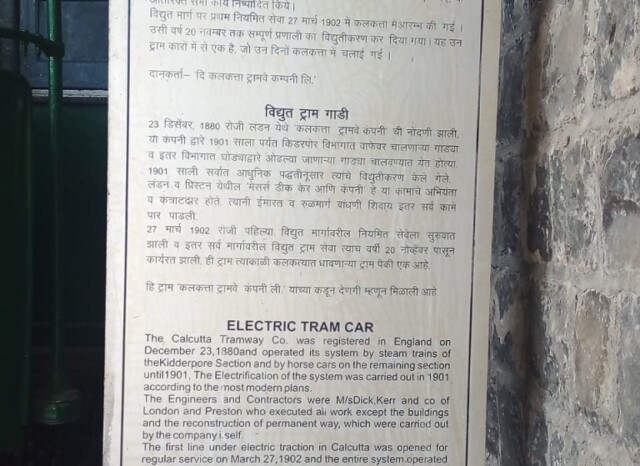 अतिरिक्त सभी कार्य निष्पादित किये।
विद्युत मार्ग पर प्रथम नियमित सेवा 27 मार्च 1902 मे कलकत्ता मेआरम्भ की गई ।
उसी वर्ष 20 नवम्बर तक सम्पूर्ण प्रणाली का विद्युतीकरण कर दिया गया। यह उन
ट्राम कारों में से एक है, जो उन दिनों कलकत्ता मे चलाई गई ।
दानकर्ता– 'दि कलकत्ता ट्रामवे कम्पनी लि.'
विद्युत ट्राम गाडी
23 डिसेंबर, 1880 रोजी लंडन येथे 'कलकत्ता ट्रामवे कंपनी' ची नोंदणी झाली.
या कंपनी द्वारे 1901 साला पर्यंत किडरपोर विभागात वाफेवर चालणाऱ्या गाड्या
व इतर विभागात घोड्याद्वारे ओढल्या जाणाऱ्या गाड्या चालवण्यात येत होत्या.
1901 साली सर्वात आधुनिक पद्धतीनुसार त्याचे विद्युतीकरण केले गेले.
लंडन व प्रिस्टन येथील 'मेसर्स डीक केर आणि कंपनी' हे या कामाचे अभियंता
व कंत्राटदार होते. त्यांनी ईमारत व रुळमार्ग बांधणी शिवाय इतर सर्व कामे
पार पाडली.
27 मार्च 1902 रोजी पहिल्या विद्युत मार्गावरील नियमित सेवेला सुरुवात
झाली व इतर सर्व मार्गावरील विद्युत ट्राम सेवा त्याच वर्षी 20 नोव्हेंबर पासून
कार्यरत झाली. ही ट्राम त्याकाळी कलकत्यात धावणाऱ्या ट्राम पैकी एक आहे.
हि ट्राम 'कलकत्ता ट्रामवे कंपनी ली.' याच्या कडून देणगी म्हणून मिळाली आहे.
ELECTRIC TRAM CAR
The Calcutta Tramway Co. was registered in England on
December 23,1880and operated its system by steam trains of
theKidderpore Section and by horse cars on the remaining section
until1901, The Electrification of the system was carried out in 1901
according to the most modern plans.
The Engineers and Contractors were M/sDick,Kerr and co of
London and Preston who executed all work except the buildings
and the reconstruction of permanent way, which were carried out
by the company i self.
The first line under electric traction in Calcutta was opened for
regular service on March 27,1902 and the entire system operated